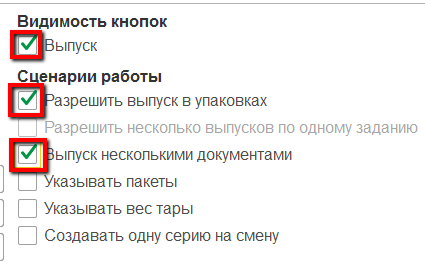 Видимость кнопок
Выпуск
Сценарии работы
Разрешить выпуск в упаковках
Разрешить несколько выпусков по одному заданию
Выпуск несколькими документами
Указывать пакеты
Указывать вес тары
Создавать одну серию на смену